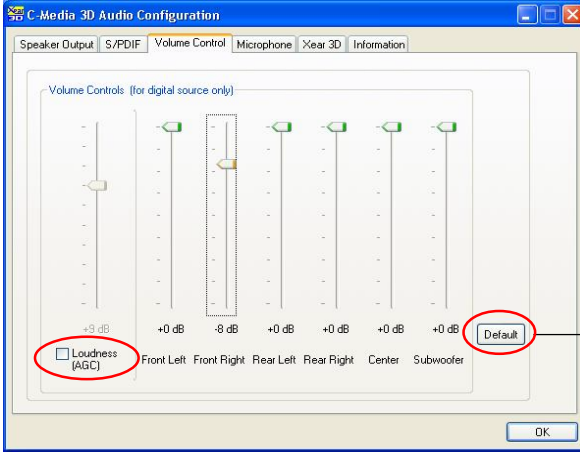 Xear 3D C-Media 3D Audio Configuration
Speaker Output S/PDIF Volume Control Microphone Xear 3D Information
Volume Controls (for digital source only)
+9 dB +0 dB -8 dB +0 dB +0 dB +0 dB +0 dB
Default
Loudness
(AGC)
Front Left Front Right Rear Left Rear Right Center Subwoofer
OK